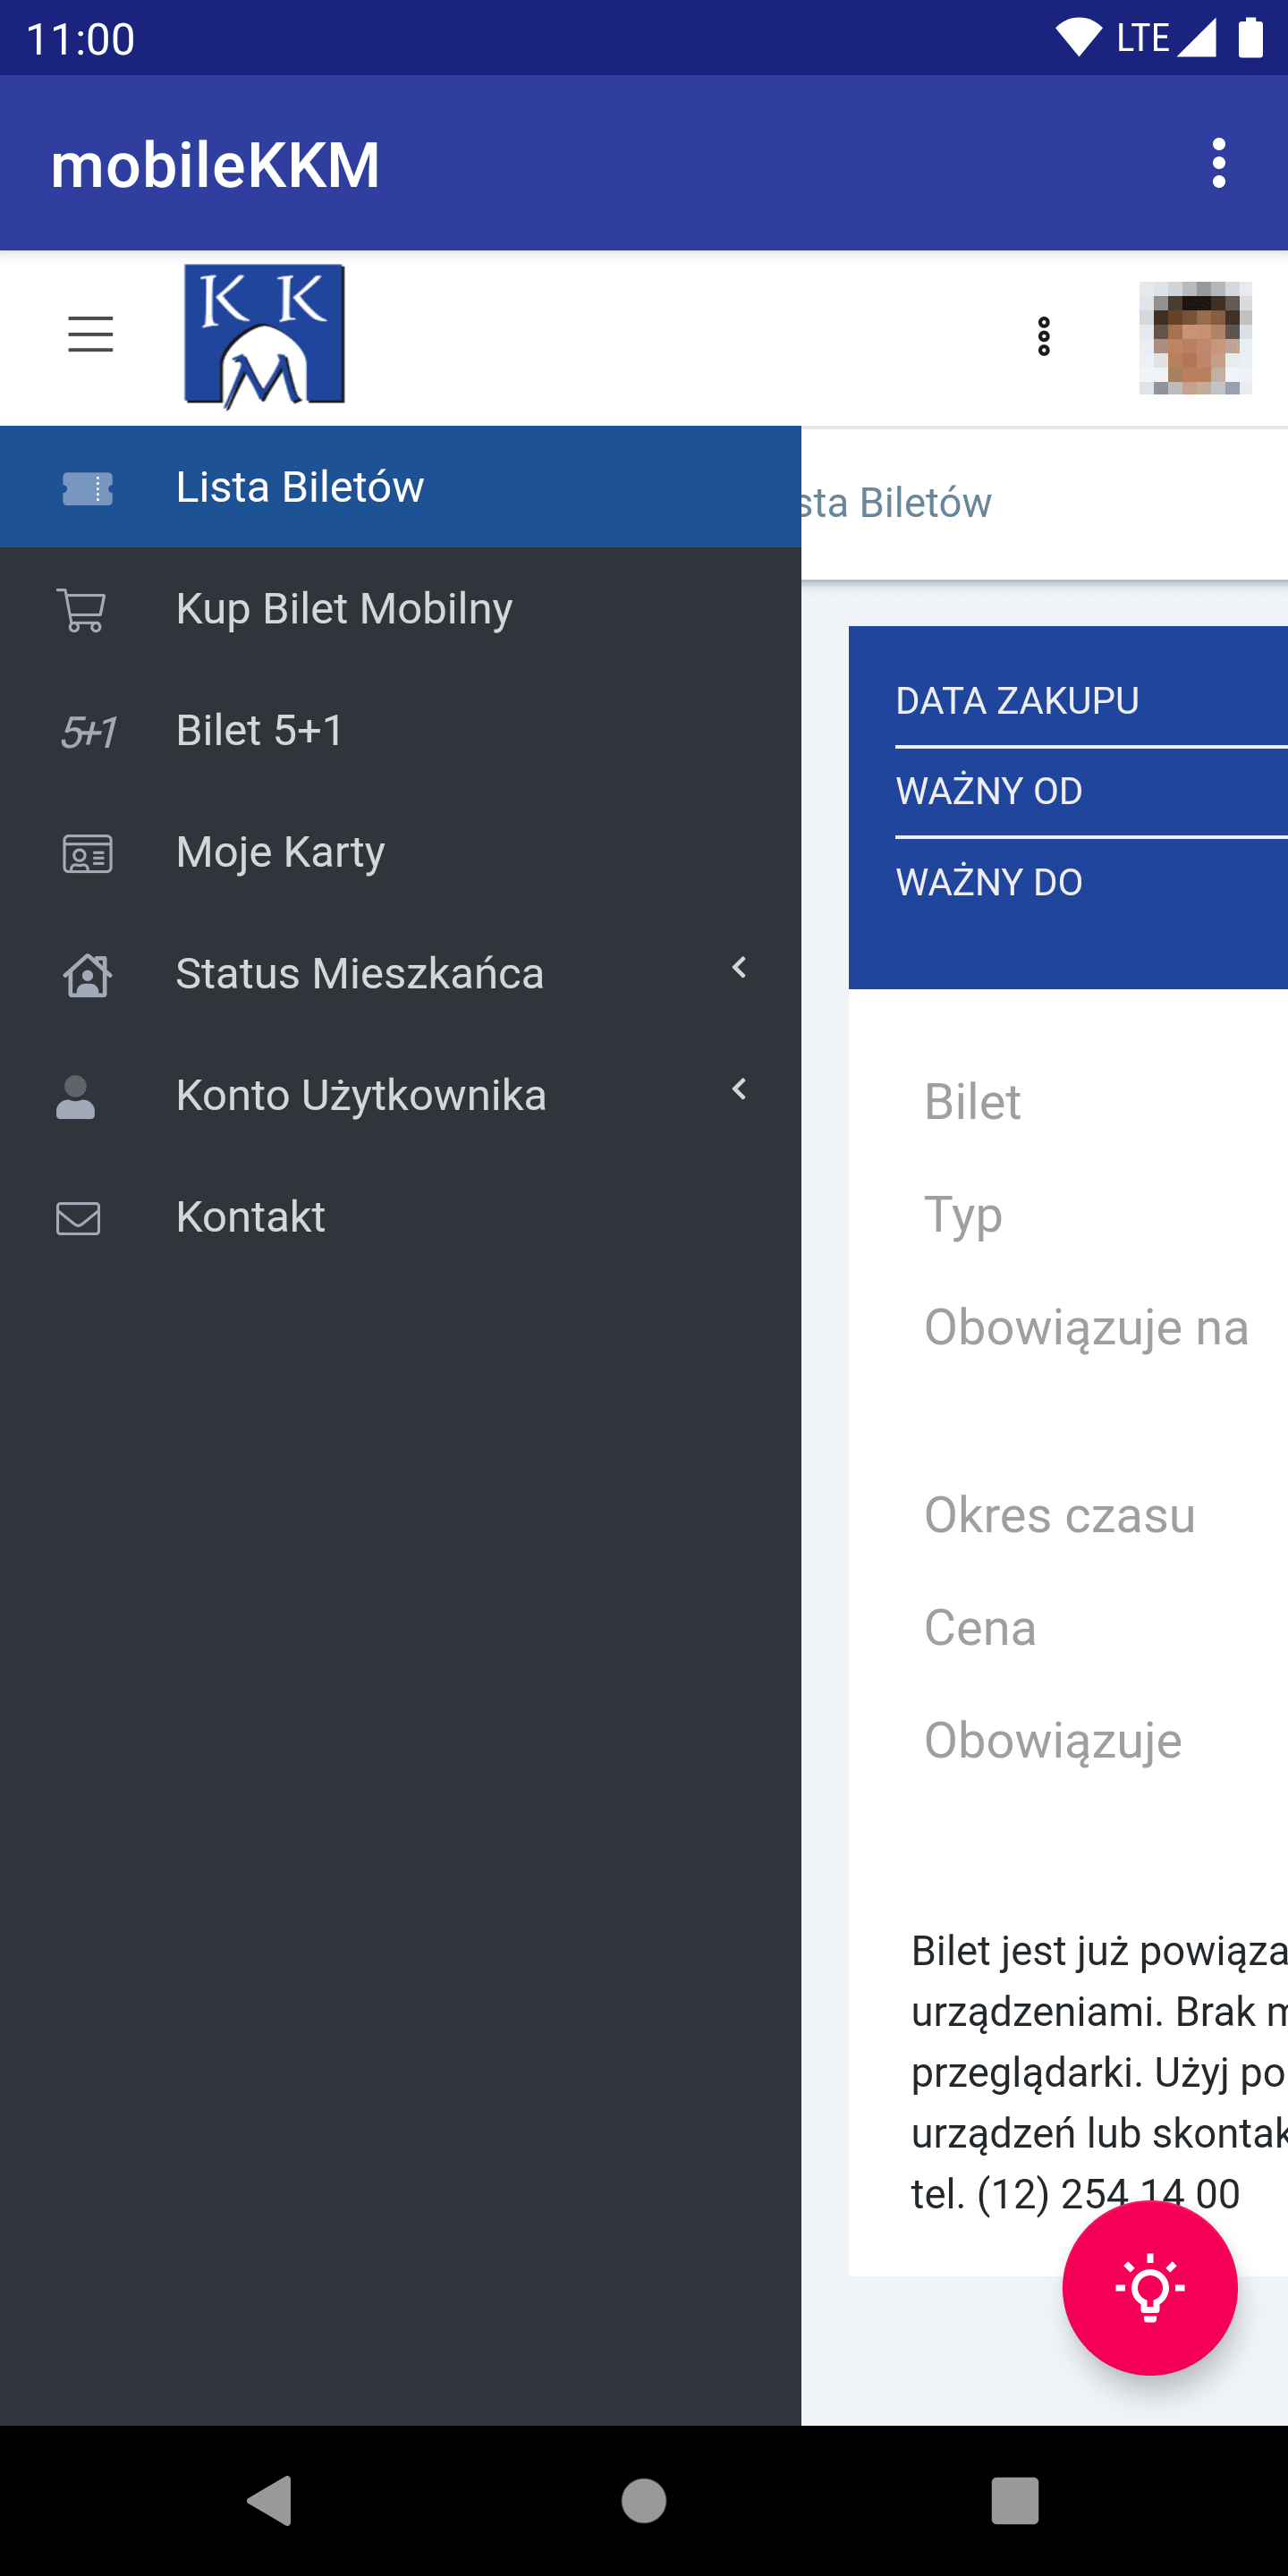 11:00
LTE
mobileKKM
K K
M
Lista Biletów
Kup Bilet Mobilny
5+1
Bilet 5+1
Moje Karty
Status Mieszkańca
Konto Użytkownika
Kontakt
sta Biletów
DATA ZAKUPU
WAŻNY OD
WAŻNY DO
Bilet
Typ
Obowiązuje na
Okres czasu
Cena
Obowiązuje
Bilet jest już powiąza
urządzeniami. Brak m
przeglądarki. Użyj po
urządzeń lub skontak
tel. (12) 254 14 00